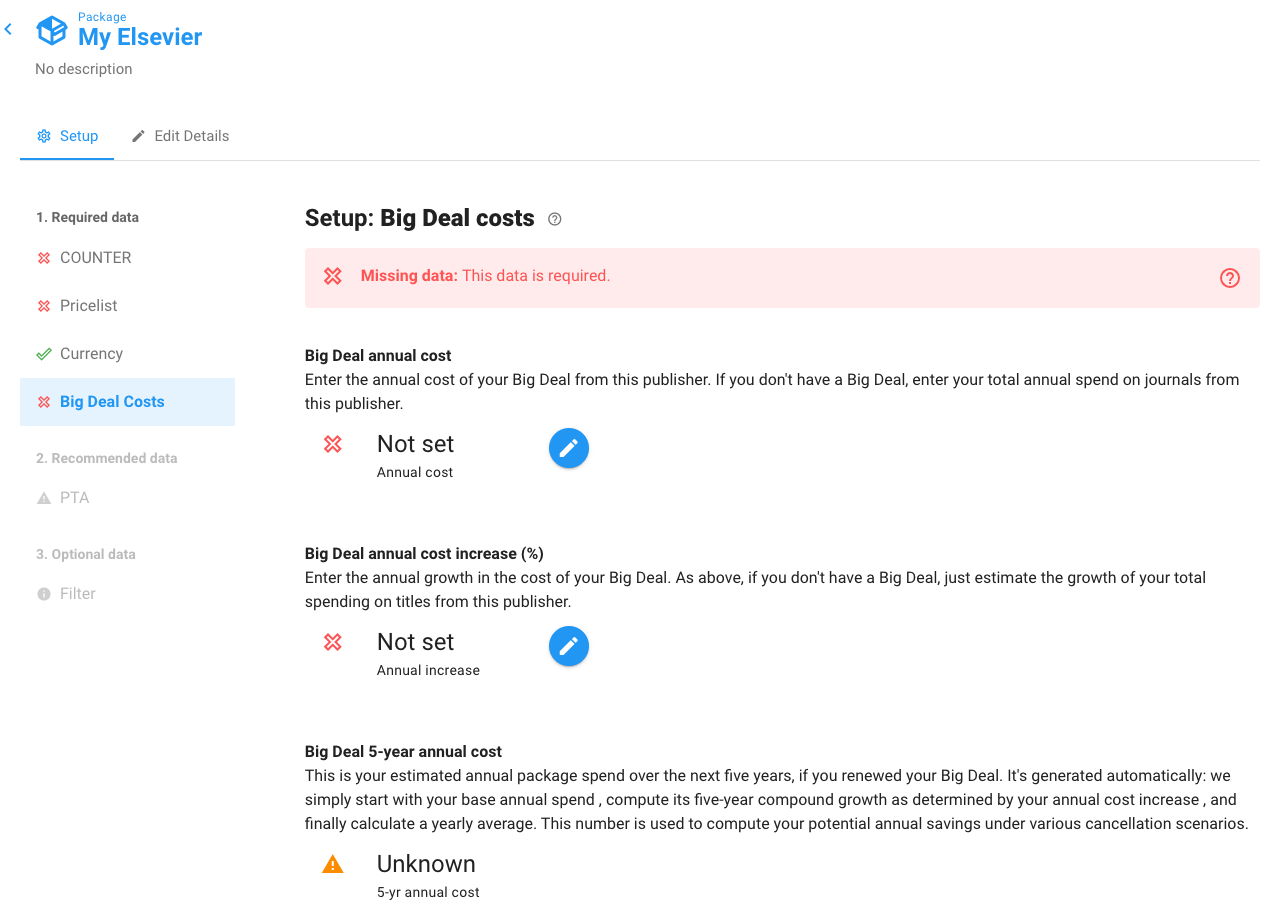 Package
My Elsevier
No description
Setup
Edit Details
1. Required data
COUNTER
Pricelist
Currency
Big Deal Costs
2. Recommended data
PTA
3. Optional data
Filter
Setup: Big Deal costs
Missing data: This data is required.
Big Deal annual cost
Enter the annual cost of your Big Deal from this publisher. If you don't have a Big Deal, enter your total annual spend on journals from
this publisher.
Not set
Annual cost
Big Deal annual cost increase (%)
Enter the annual growth in the cost of your Big Deal. As above, if you don't have a Big Deal, just estimate the growth of your total
spending on titles from this publisher.
Not set
Annual increase
Big Deal 5-year annual cost
This is your estimated annual package spend over the next five years, if you renewed your Big Deal. It's generated automatically: we
simply start with your base annual spend , compute its five-year compound growth as determined by your annual cost increase , and
finally calculate a yearly average. This number is used to compute your potential annual savings under various cancellation scenarios.
Unknown
5-yr annual cost